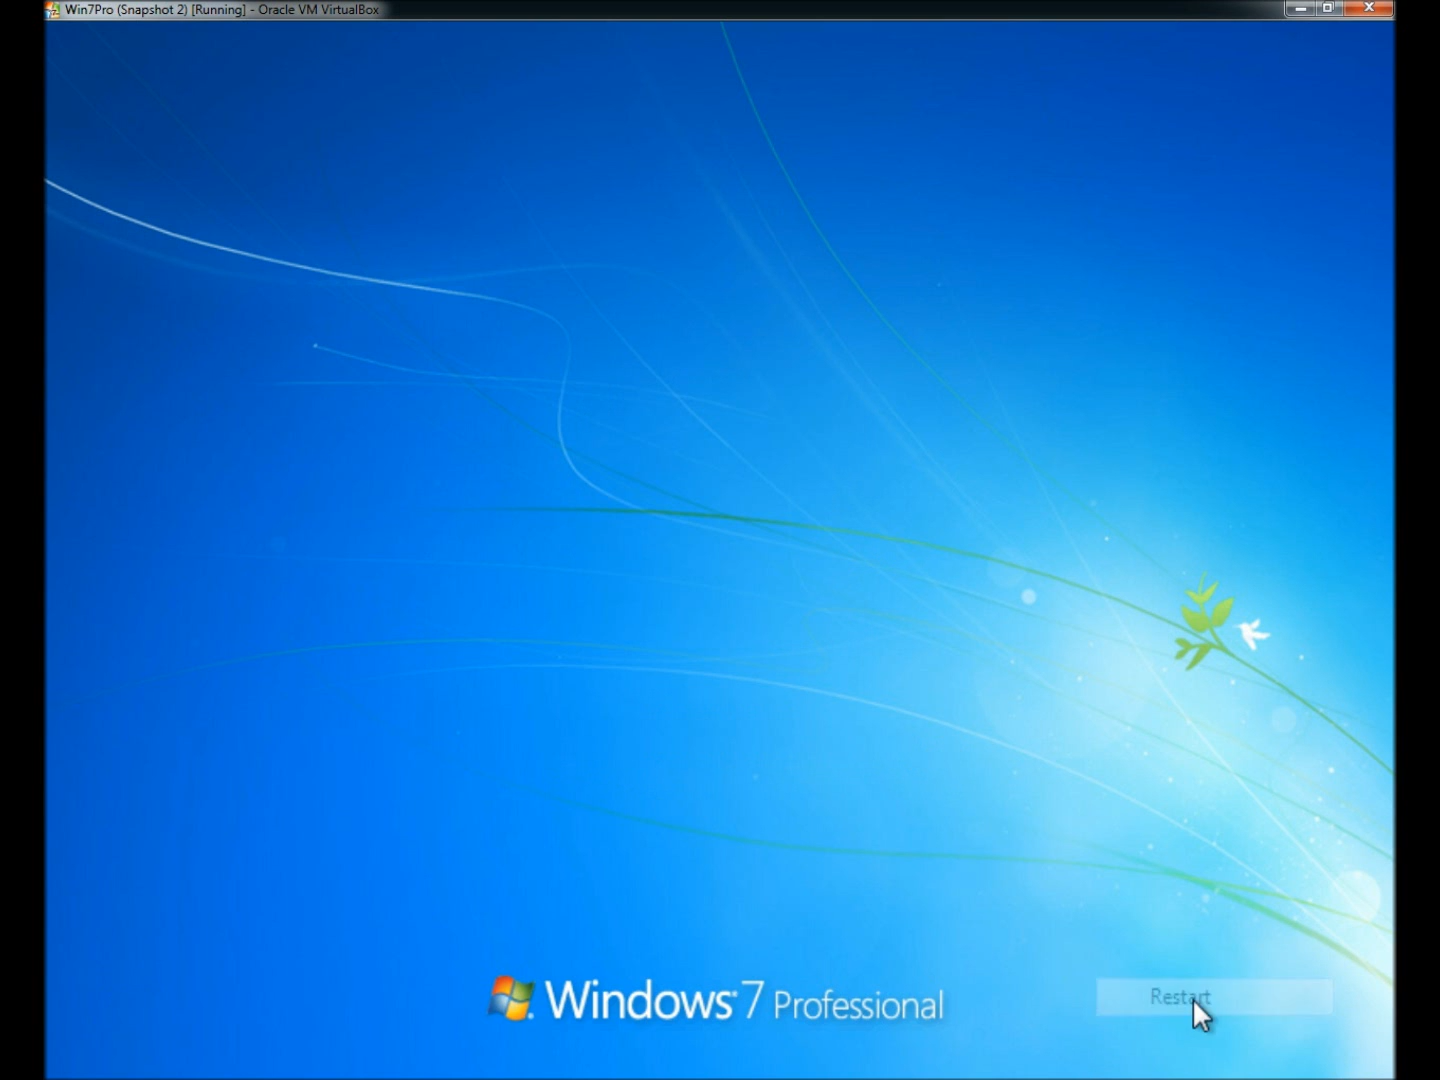 Win7Pro (Snapshot 2) [Running] - Oracle VM VirtualBox
Windows 7 Professional
Restart